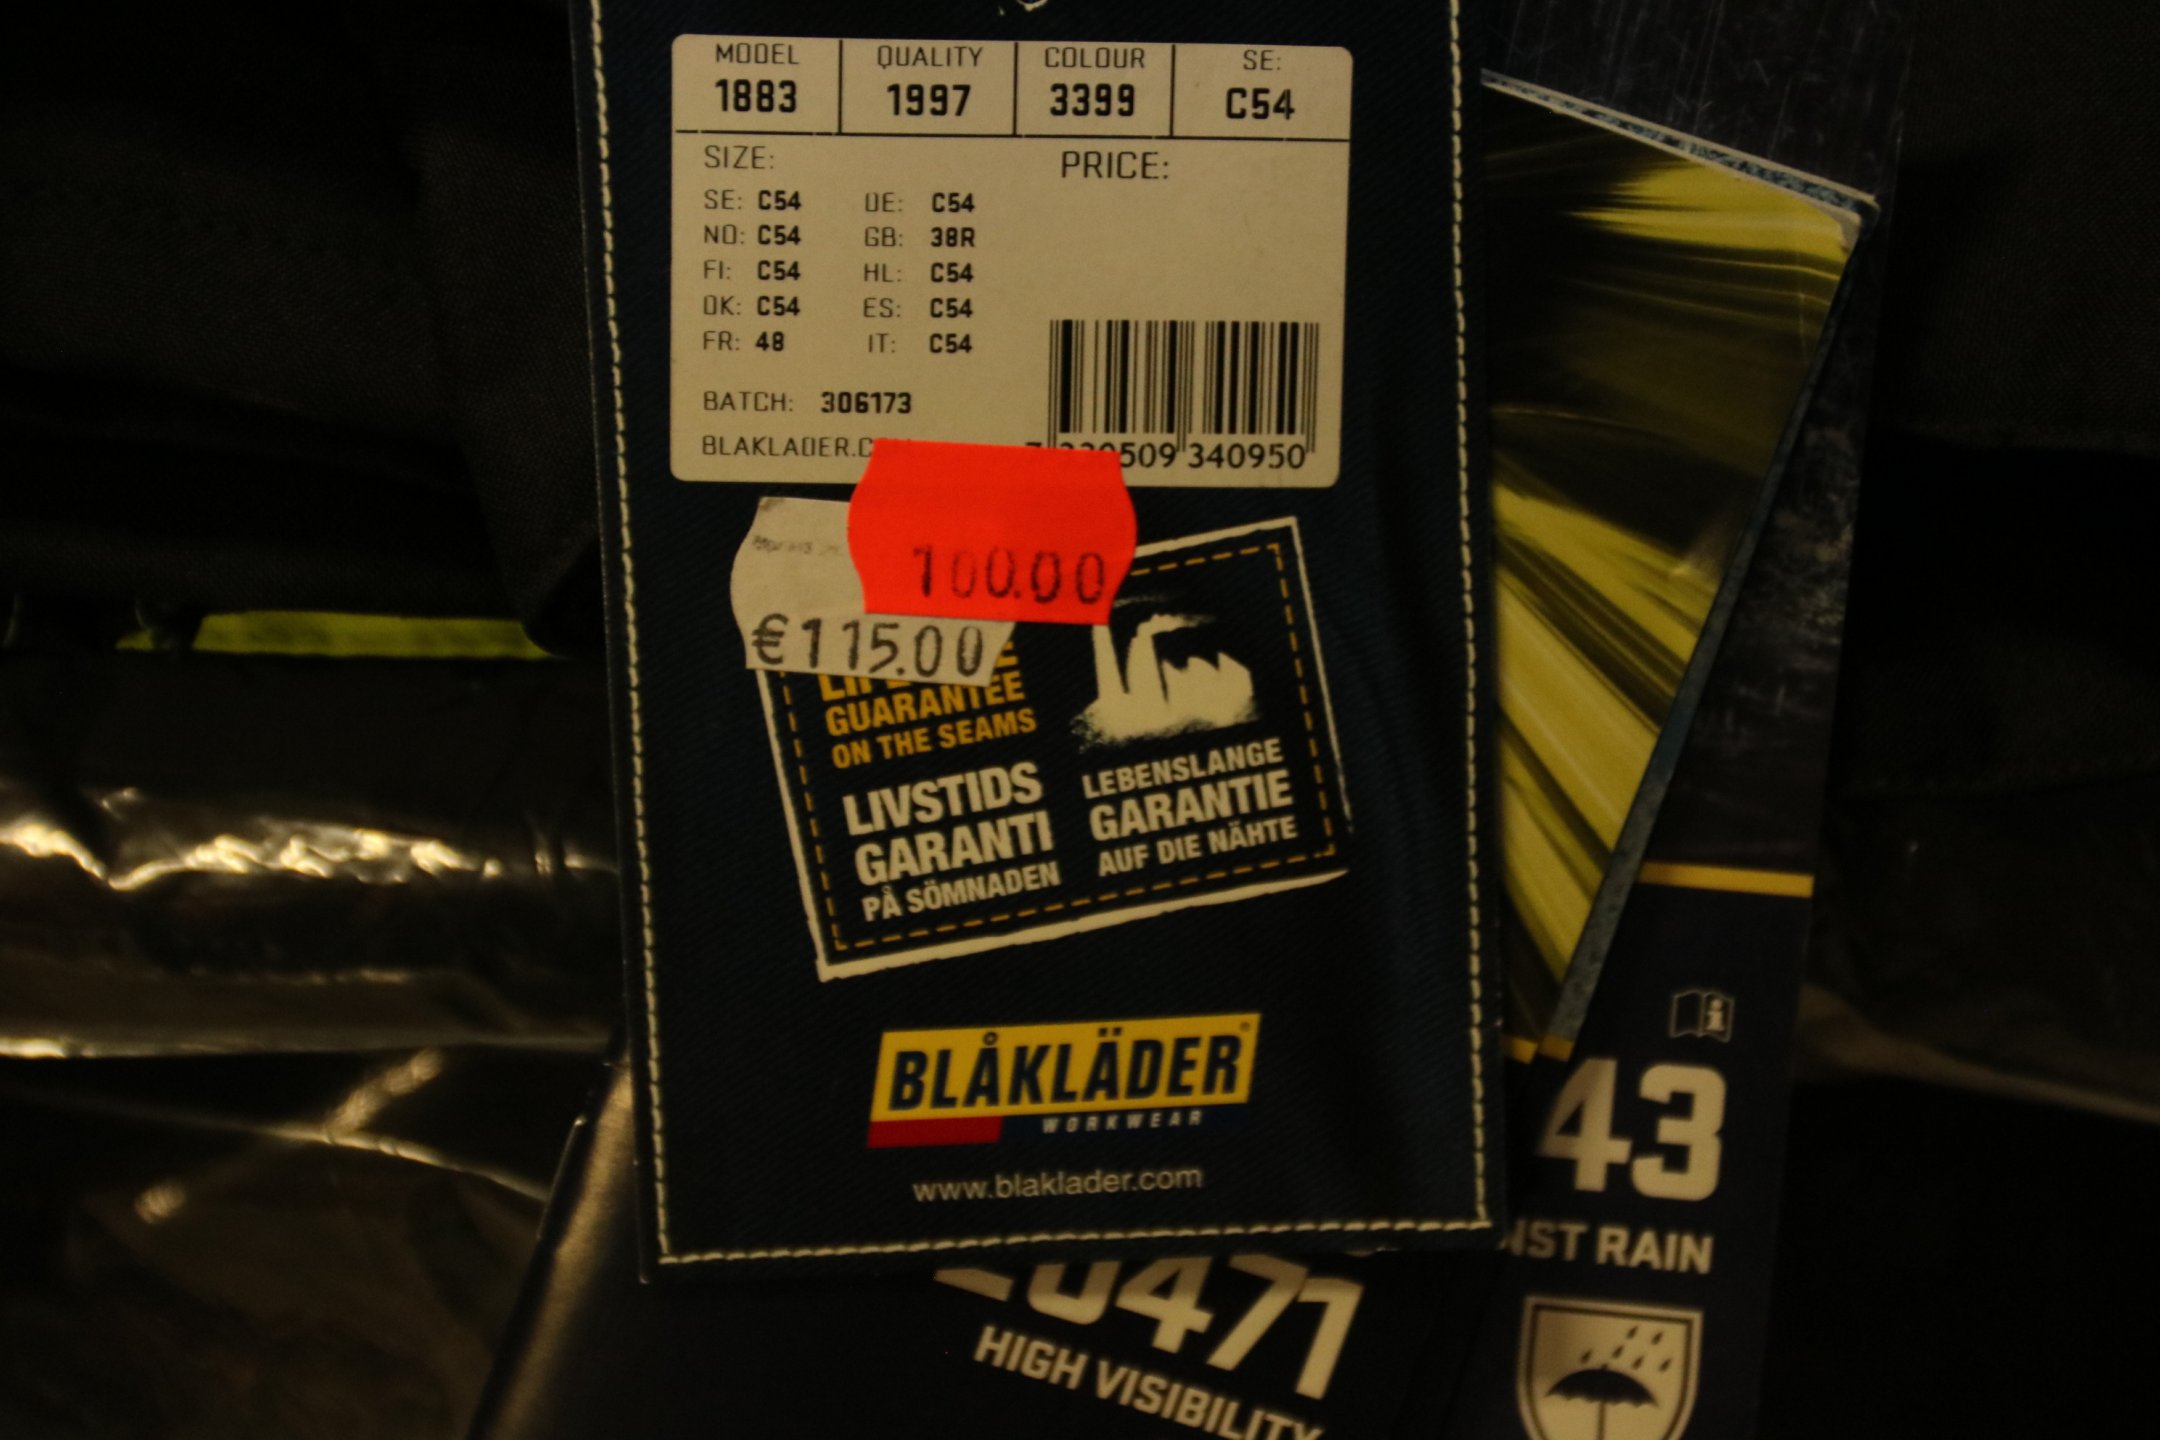 MODEL QUALITY COLOUR SE:
1883 1997 3399 C54
SIZE: PRICE:
SE: C54 DE: C54
NO: C54 GB: 38R
FI: C54 HL: C54
DK: C54 ES: C54
FR: 48 IT: C54
BATCH: 306173
BLAKLADER.C
509 340950
100.00
€115.00
GUARANTEE
ON THE SEAMS
LIVSTIDS
GARANTI
PÅ SÖMNADEN
LEBENSLANGE
GARANTIE
AUF DIE NÄHTE
BLÅKLÄDER®
WORKWEAR
www.blaklader.com
43
NST RAIN
20471
HIGH VISIBILITY